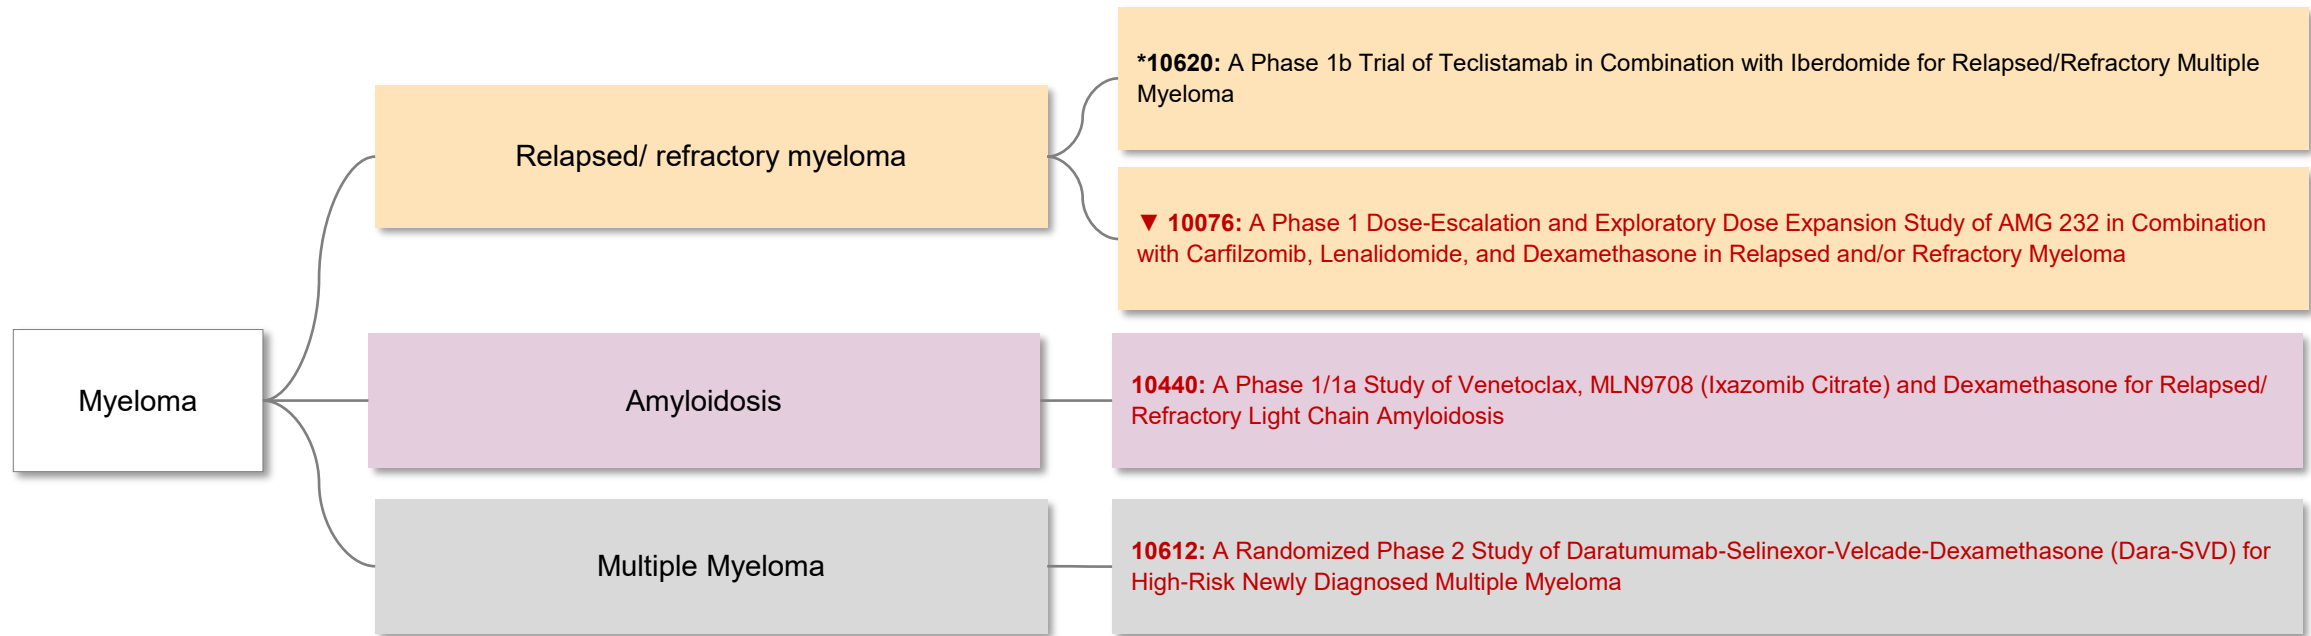 *10620: A Phase 1b Trial of Teclistamab in Combination with Iberdomide for Relapsed/Refractory Multiple
Myeloma
Relapsed/ refractory myeloma
▼ 10076: A Phase 1 Dose-Escalation and Exploratory Dose Expansion Study of AMG 232 in Combination
with Carfilzomib, Lenalidomide, and Dexamethasone in Relapsed and/or Refractory Myeloma
Myeloma
Amyloidosis
10440: A Phase 1/1a Study of Venetoclax, MLN9708 (Ixazomib Citrate) and Dexamethasone for Relapsed/
Refractory Light Chain Amyloidosis
Multiple Myeloma
10612: A Randomized Phase 2 Study of Daratumumab-Selinexor-Velcade-Dexamethasone (Dara-SVD) for
High-Risk Newly Diagnosed Multiple Myeloma